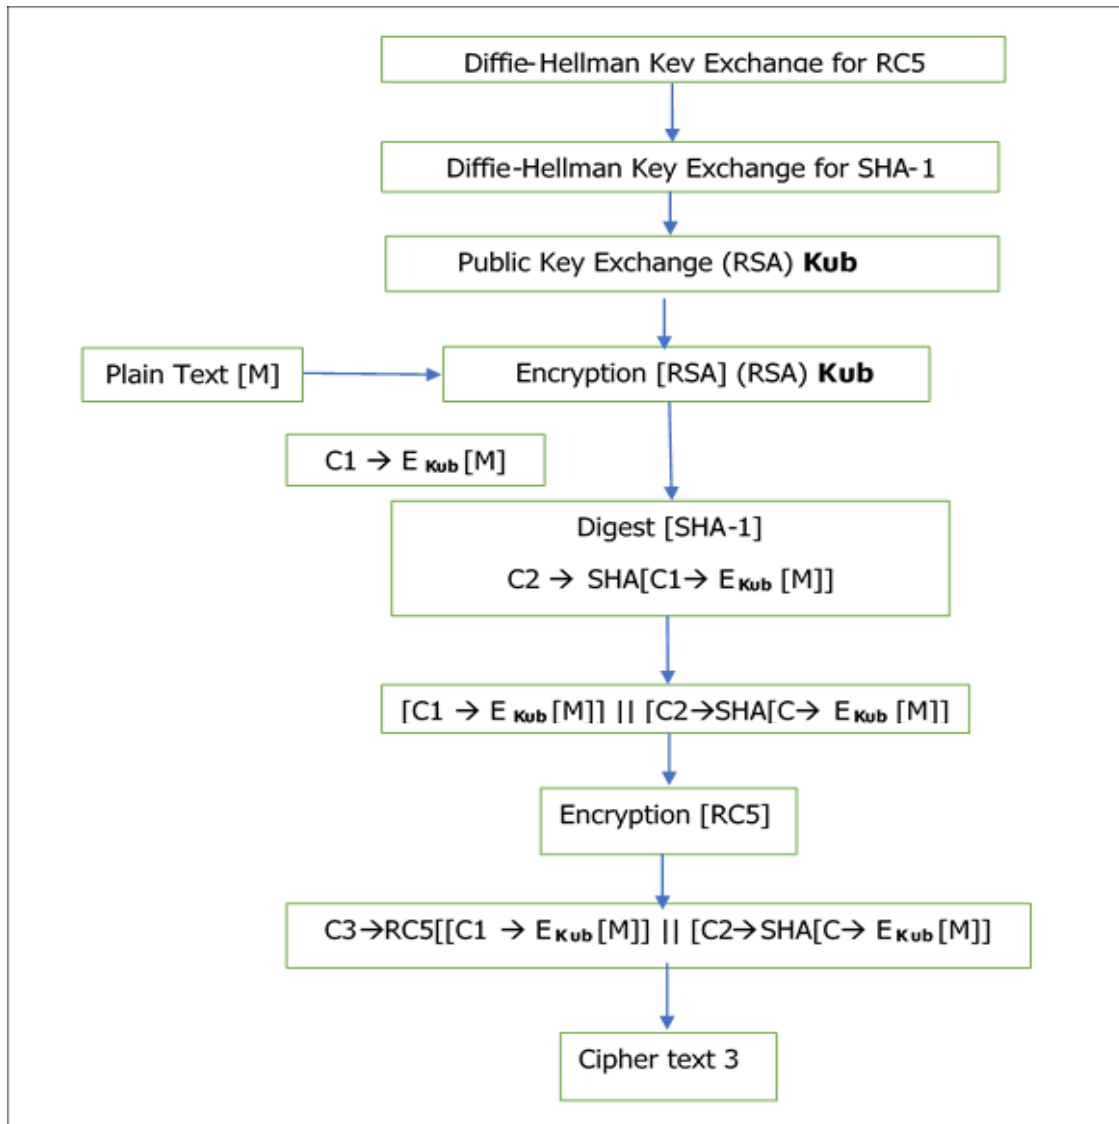 Diffie-Hellman Key Exchange for RC5
Diffie-Hellman Key Exchange for SHA-1
Public Key Exchange (RSA) Kub
Plain Text [M]
Encryption [RSA] (RSA) Kub
C1 → E Kub [M]
Digest [SHA-1]
C2 → SHA[C1→ E Kub [M]]
[C1 → E Kub [M]] || [C2→SHA[C→ E Kub [M]]
Encryption [RC5]
C3→RC5[[C1 → E Kub [M]] || [C2→SHA[C→ E Kub [M]]
Cipher text 3